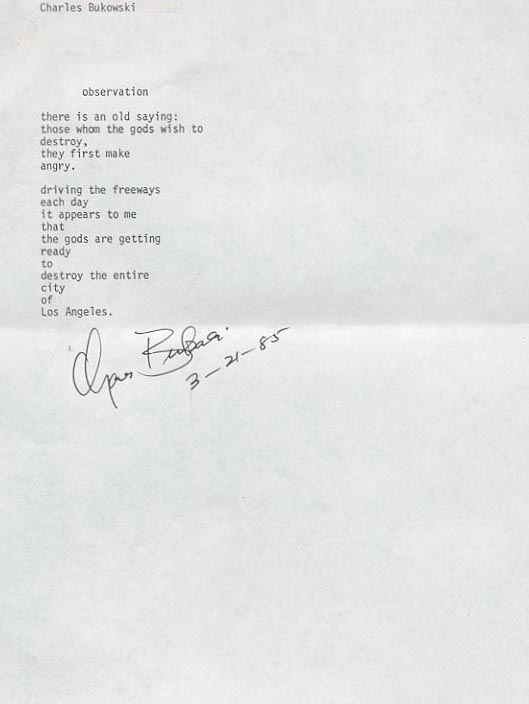 Charles Bukowski
observation
there is an old saying:
those whom the gods wish to
destroy,
they first make
angry.
driving the freeways
each day
it appears to me
that
the gods are getting
ready
to
destroy the entire
city
of
Los Angeles.
3-21-85